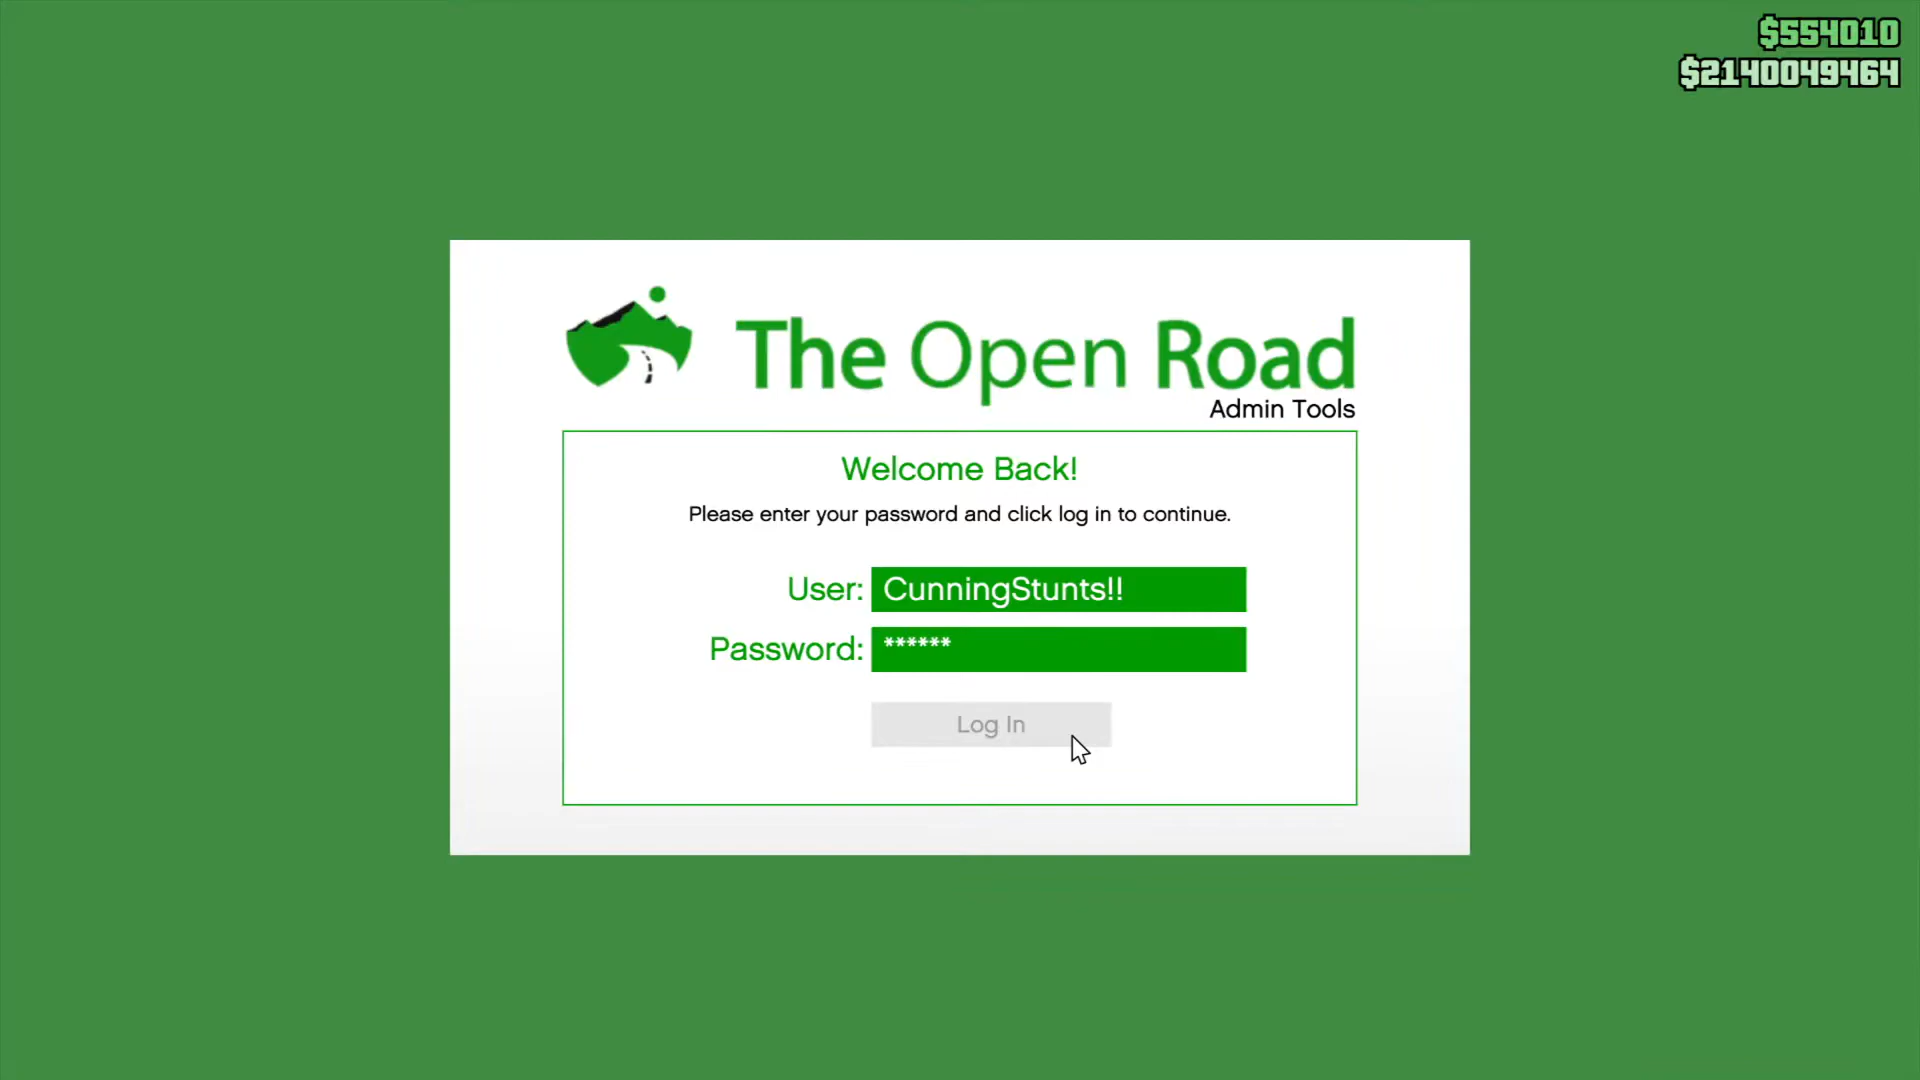 $554010
$2140049464
The Open Road
Admin Tools
Welcome Back!
Please enter your password and click log in to continue.
User: CunningStunts!!
Password: ******
Log In